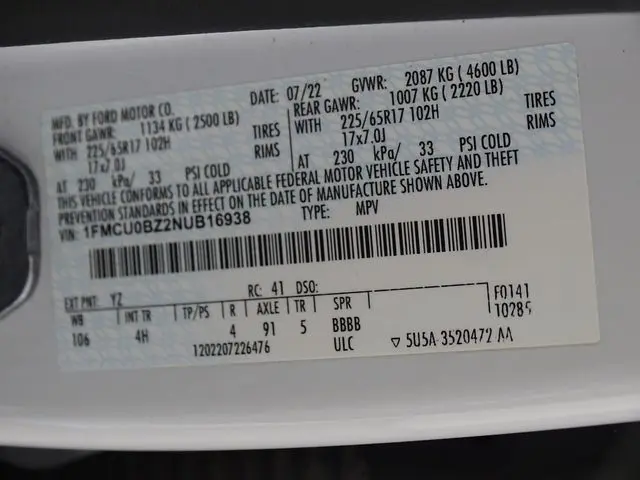 MFD. BY FORD MOTOR CO.
DATE: 07/22 GVWR: 2087 KG ( 4600 LB)
FRONT GAWR: 1134 KG ( 2500 LB)
REAR GAWR: 1007 KG ( 2220 LB)
WITH 225/65R17 102H TIRES
WITH 225/65R17 102H TIRES
17x7.0J RIMS
17x7.0J RIMS
AT 230 kPa/ 33 PSI COLD
AT 230 kPa/ 33 PSI COLD
THIS VEHICLE CONFORMS TO ALL APPLICABLE FEDERAL MOTOR VEHICLE SAFETY AND THEFT
PREVENTION STANDARDS IN EFFECT ON THE DATE OF MANUFACTURE SHOWN ABOVE.
VIN: 1FMCU0BZ2NUB16938 TYPE: MPV
EXT PNT: YZ RC: 41 DSO: F0141
WB INT TR TP/PS R AXLE TR SPR 10285
106 4H 4 91 5 BBBB
1202207226476 ULC ▽ 5U5A-3520472-AA